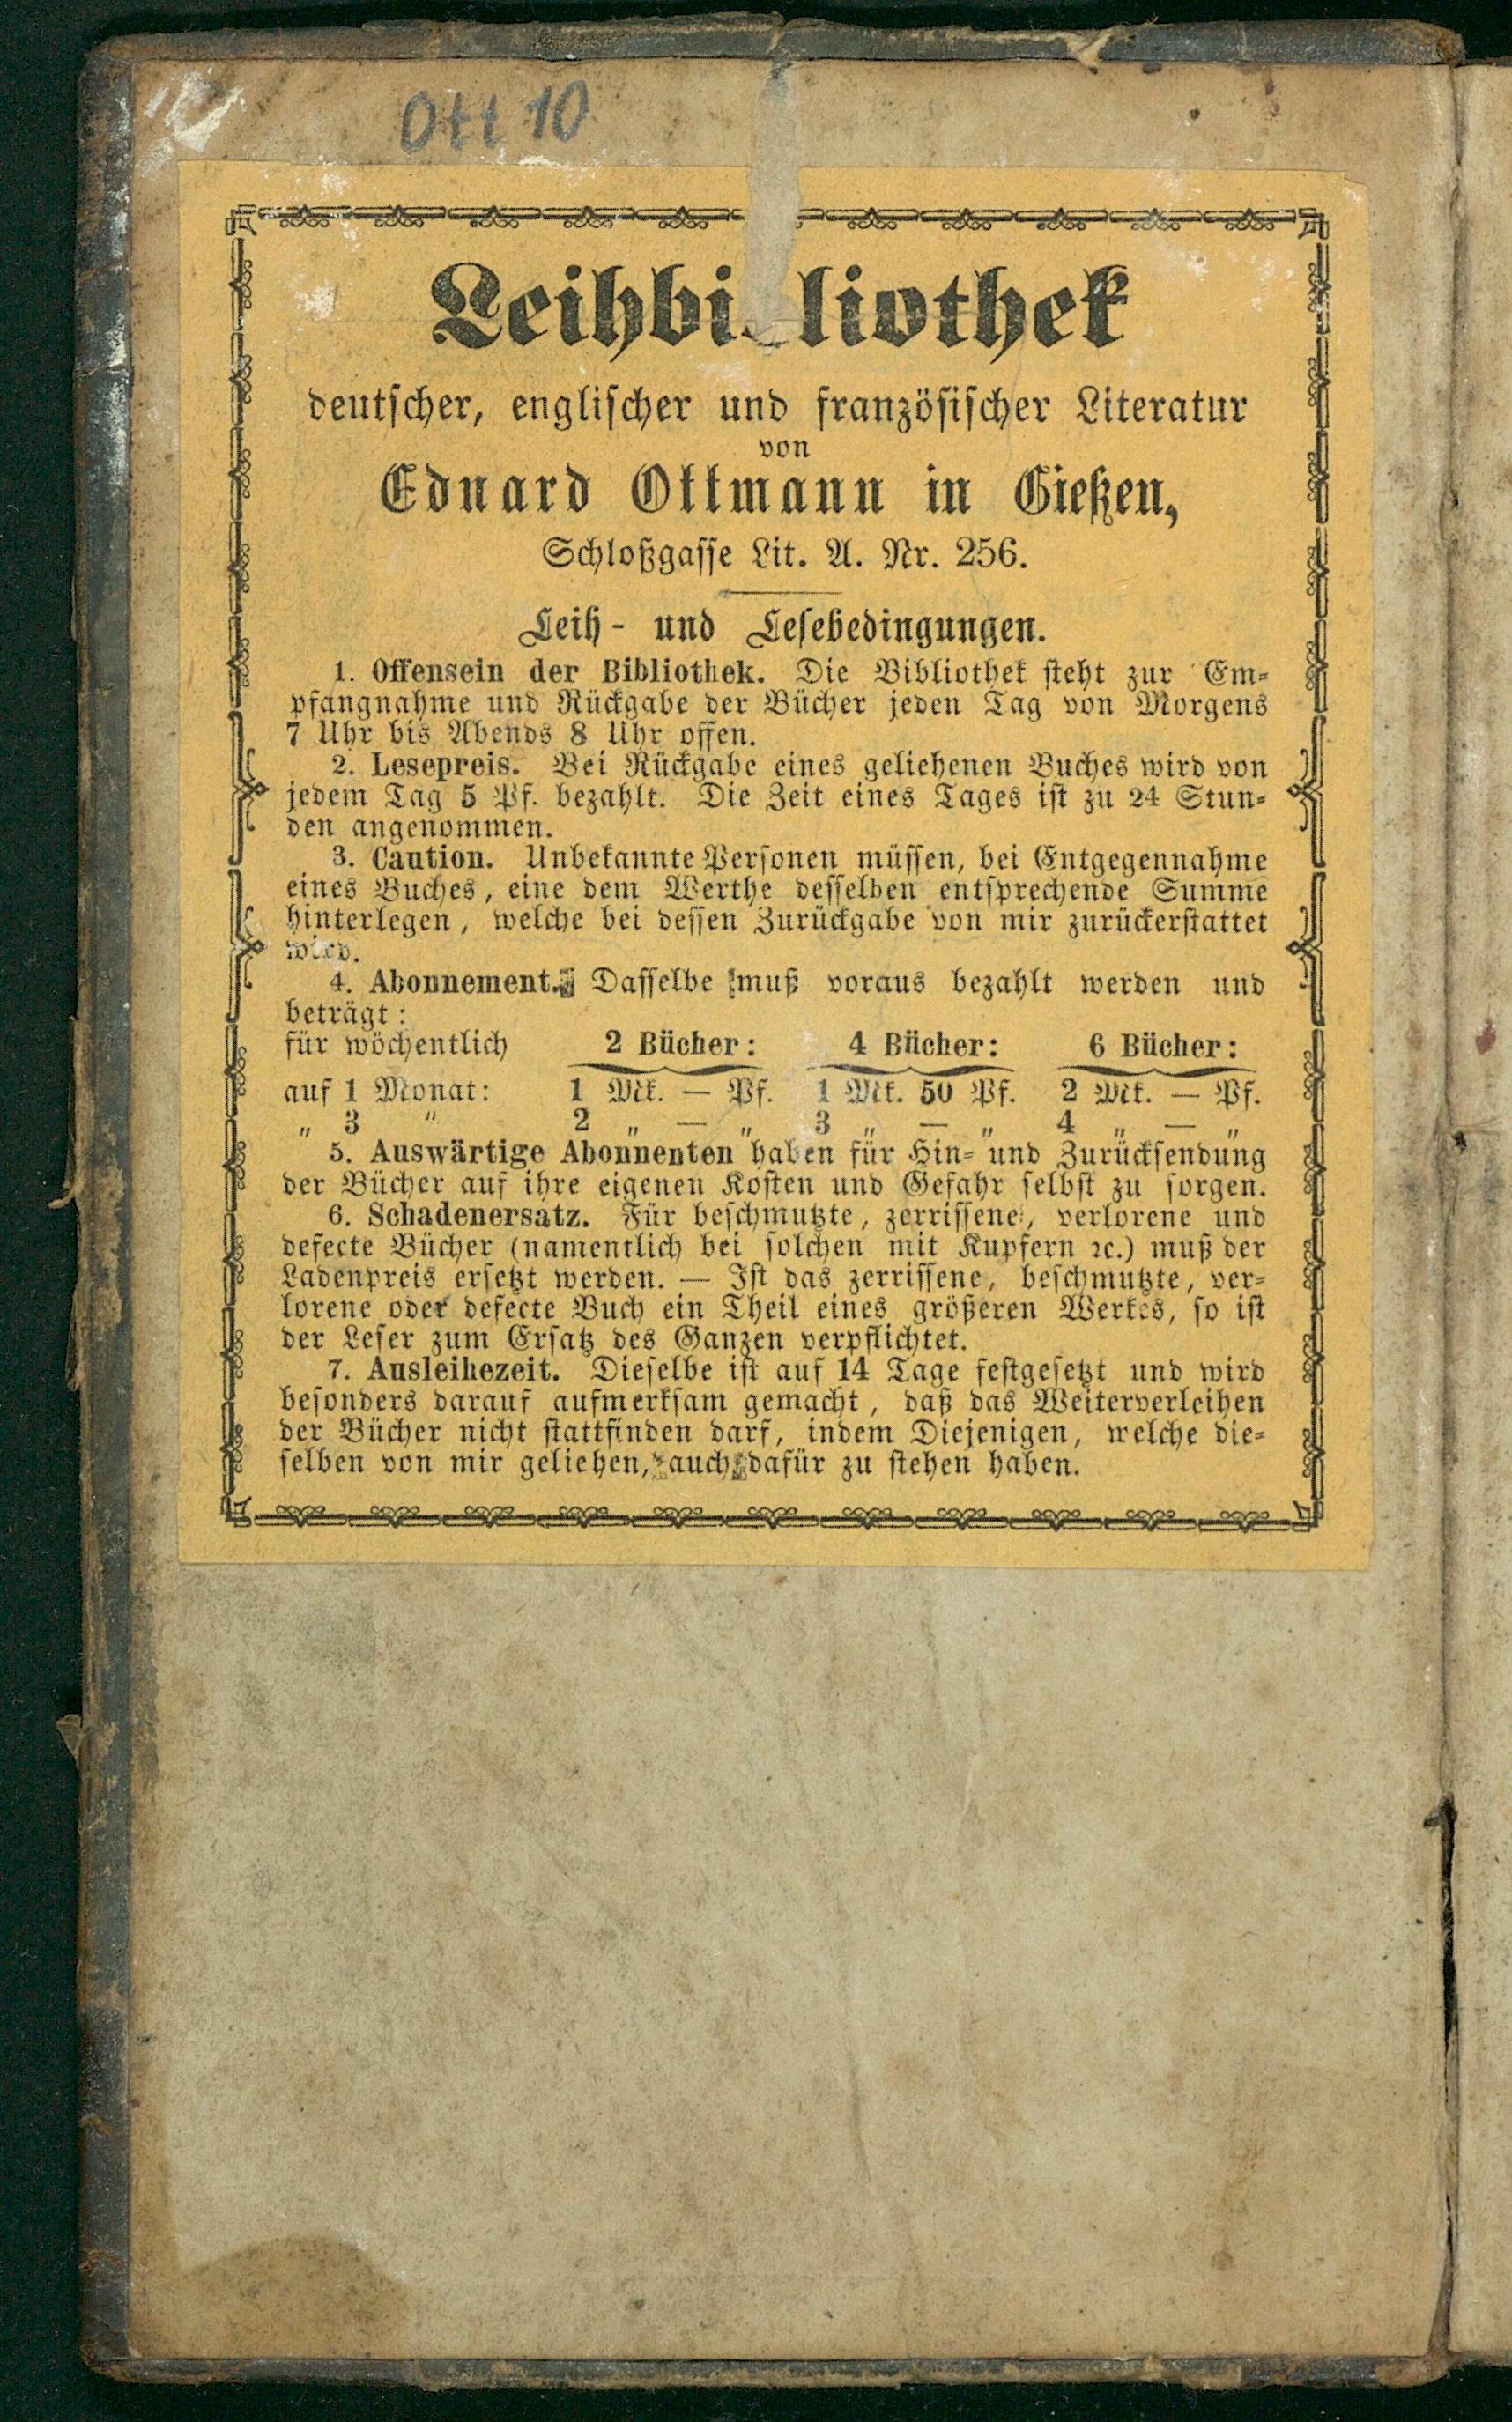 Ott 10
Leihbibliothek
deutscher, englischer und französischer Literatur
von
Eduard Ottmann in Gießen,
Schloßgasse Lit. A. Nr. 256.
Leih- und Lesebedingungen.
1. Offensein der Bibliothek. Die Bibliothek steht zur Em-
pfangnahme und Rückgabe der Bücher jeden Tag von Morgens
7 Uhr bis Abends 8 Uhr offen.
2. Lesepreis. Bei Rückgabe eines geliehenen Buches wird von
jedem Tag 5 Pf. bezahlt. Die Zeit eines Tages ist zu 24 Stun-
den angenommen.
3. Caution. Unbekannte Personen müssen, bei Entgegennahme
eines Buches, eine dem Werthe desselben entsprechende Summe
hinterlegen, welche bei dessen Zurückgabe von mir zurückerstattet
wird.
4. Abonnement. Dasselbe muß voraus bezahlt werden und
beträgt:
für wöchentlich 2 Bücher: 4 Bücher: 6 Bücher:
auf 1 Monat: 1 Mk. — Pf. 1 Mk. 50 Pf. 2 Mk. — Pf.
„ 3 „ 2 „ — „ 3 „ — „ 4 „ — „
5. Auswärtige Abonnenten haben für Hin- und Zurücksendung
der Bücher auf ihre eigenen Kosten und Gefahr selbst zu sorgen.
6. Schadenersatz. Für beschmutzte, zerrissene, verlorene und
defecte Bücher (namentlich bei solchen mit Kupfern ꝛc.) muß der
Ladenpreis ersetzt werden. — Ist das zerrissene, beschmutzte, ver-
lorene oder defecte Buch ein Theil eines größeren Werkes, so ist
der Leser zum Ersatz des Ganzen verpflichtet.
7. Ausleihezeit. Dieselbe ist auf 14 Tage festgesetzt und wird
besonders darauf aufmerksam gemacht, daß das Weiterverleihen
der Bücher nicht stattfinden darf, indem Diejenigen, welche die-
selben von mir geliehen, auch dafür zu stehen haben.